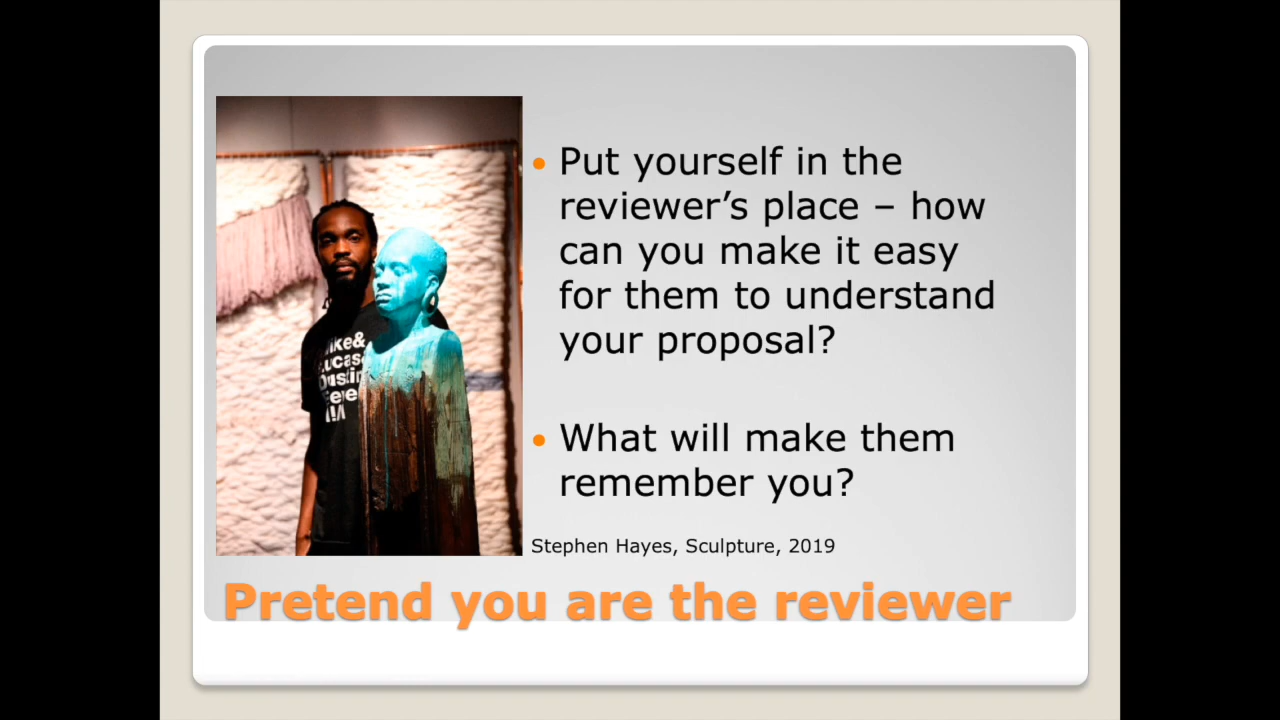 Put yourself in the
reviewer’s place – how
can you make it easy
for them to understand
your proposal?
What will make them
remember you?
Stephen Hayes, Sculpture, 2019
Pretend you are the reviewer